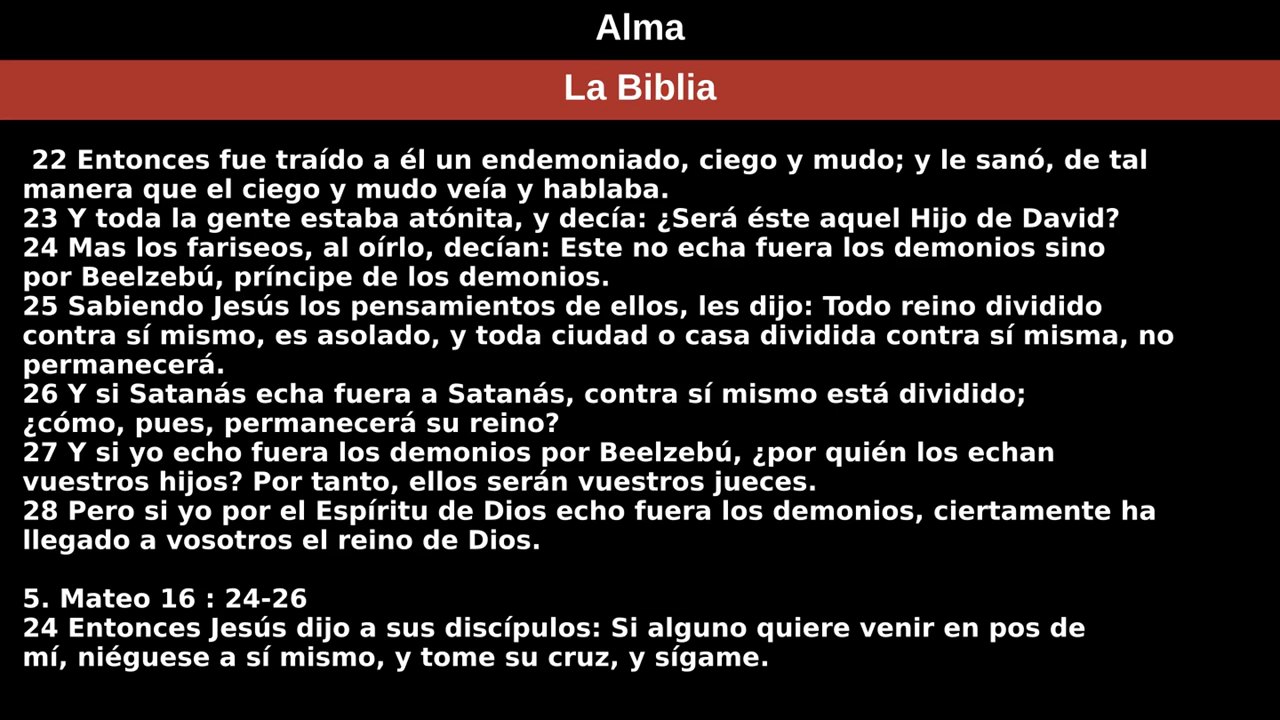 Alma
La Biblia
22 Entonces fue traído a él un endemoniado, ciego y mudo; y le sanó, de tal
manera que el ciego y mudo veía y hablaba.
23 Y toda la gente estaba atónita, y decía: ¿Será éste aquel Hijo de David?
24 Mas los fariseos, al oírlo, decían: Este no echa fuera los demonios sino
por Beelzebú, príncipe de los demonios.
25 Sabiendo Jesús los pensamientos de ellos, les dijo: Todo reino dividido
contra sí mismo, es asolado, y toda ciudad o casa dividida contra sí misma, no
permanecerá.
26 Y si Satanás echa fuera a Satanás, contra sí mismo está dividido;
¿cómo, pues, permanecerá su reino?
27 Y si yo echo fuera los demonios por Beelzebú, ¿por quién los echan
vuestros hijos? Por tanto, ellos serán vuestros jueces.
28 Pero si yo por el Espíritu de Dios echo fuera los demonios, ciertamente ha
llegado a vosotros el reino de Dios.
5. Mateo 16 : 24-26
24 Entonces Jesús dijo a sus discípulos: Si alguno quiere venir en pos de
mí, niéguese a sí mismo, y tome su cruz, y sígame.